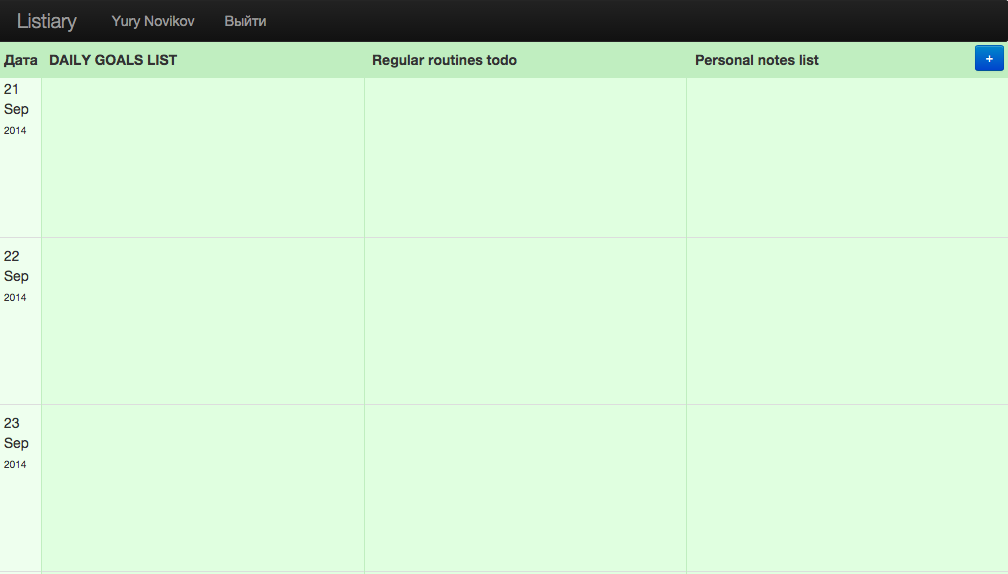 Listiary Yury Novikov Выйти
Дата DAILY GOALS LIST Regular routines todo Personal notes list +
21
Sep
2014
22
Sep
2014
23
Sep
2014